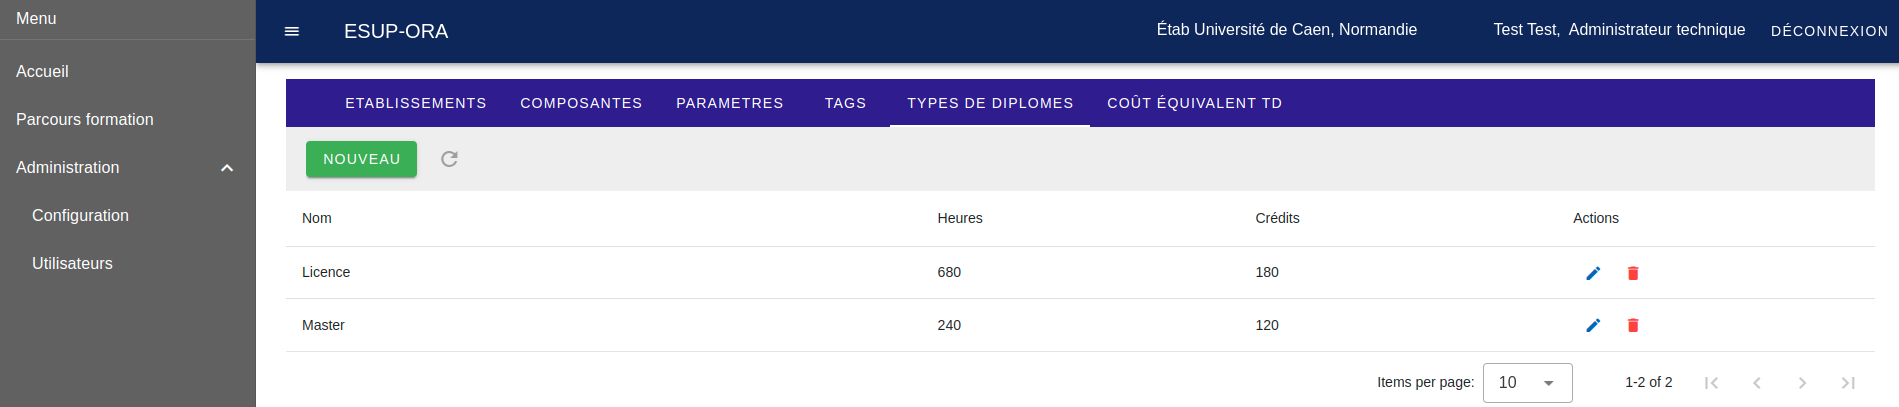 Menu
ESUP-ORA
Étab Université de Caen, Normandie
Test Test, Administrateur technique
DÉCONNEXION
Accueil
Parcours formation
Administration
Configuration
Utilisateurs
ETABLISSEMENTS COMPOSANTES PARAMETRES TAGS TYPES DE DIPLOMES COÛT ÉQUIVALENT TD
NOUVEAU
Nom Heures Crédits Actions
Licence 680 180
Master 240 120
Items per page: 10 1-2 of 2